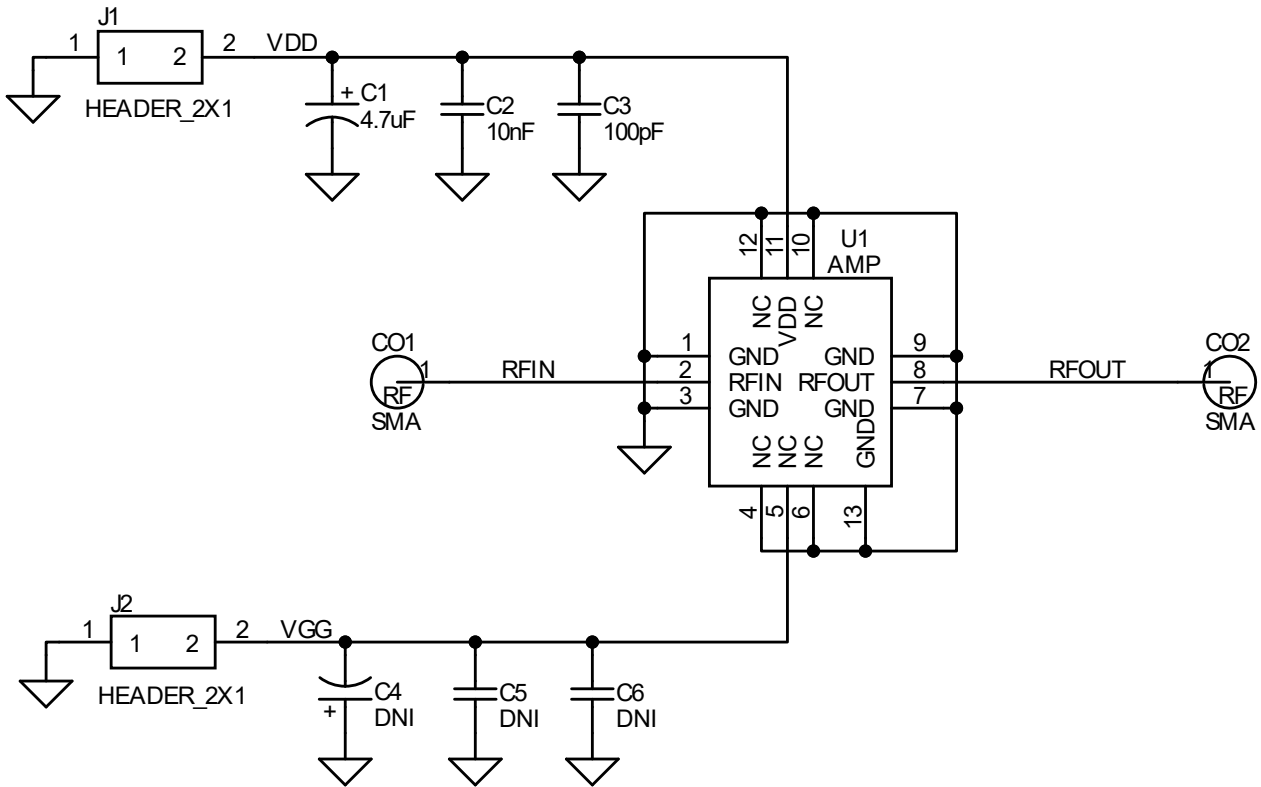 J1
1 1 2 2 VDD
HEADER_2X1
+ C1
4.7uF
C2
10nF
C3
100pF
12 11 10
U1
AMP
NC VDD NC
CO1
1
RF
SMA
RFIN
1 GND
2 RFIN
3 GND
GND 9
RFOUT 8
GND 7
NC NC NC GND
4 5 6 13
RFOUT
CO2
1
RF
SMA
J2
1 1 2 2 VGG
HEADER_2X1
+ C4
DNI
C5
DNI
C6
DNI